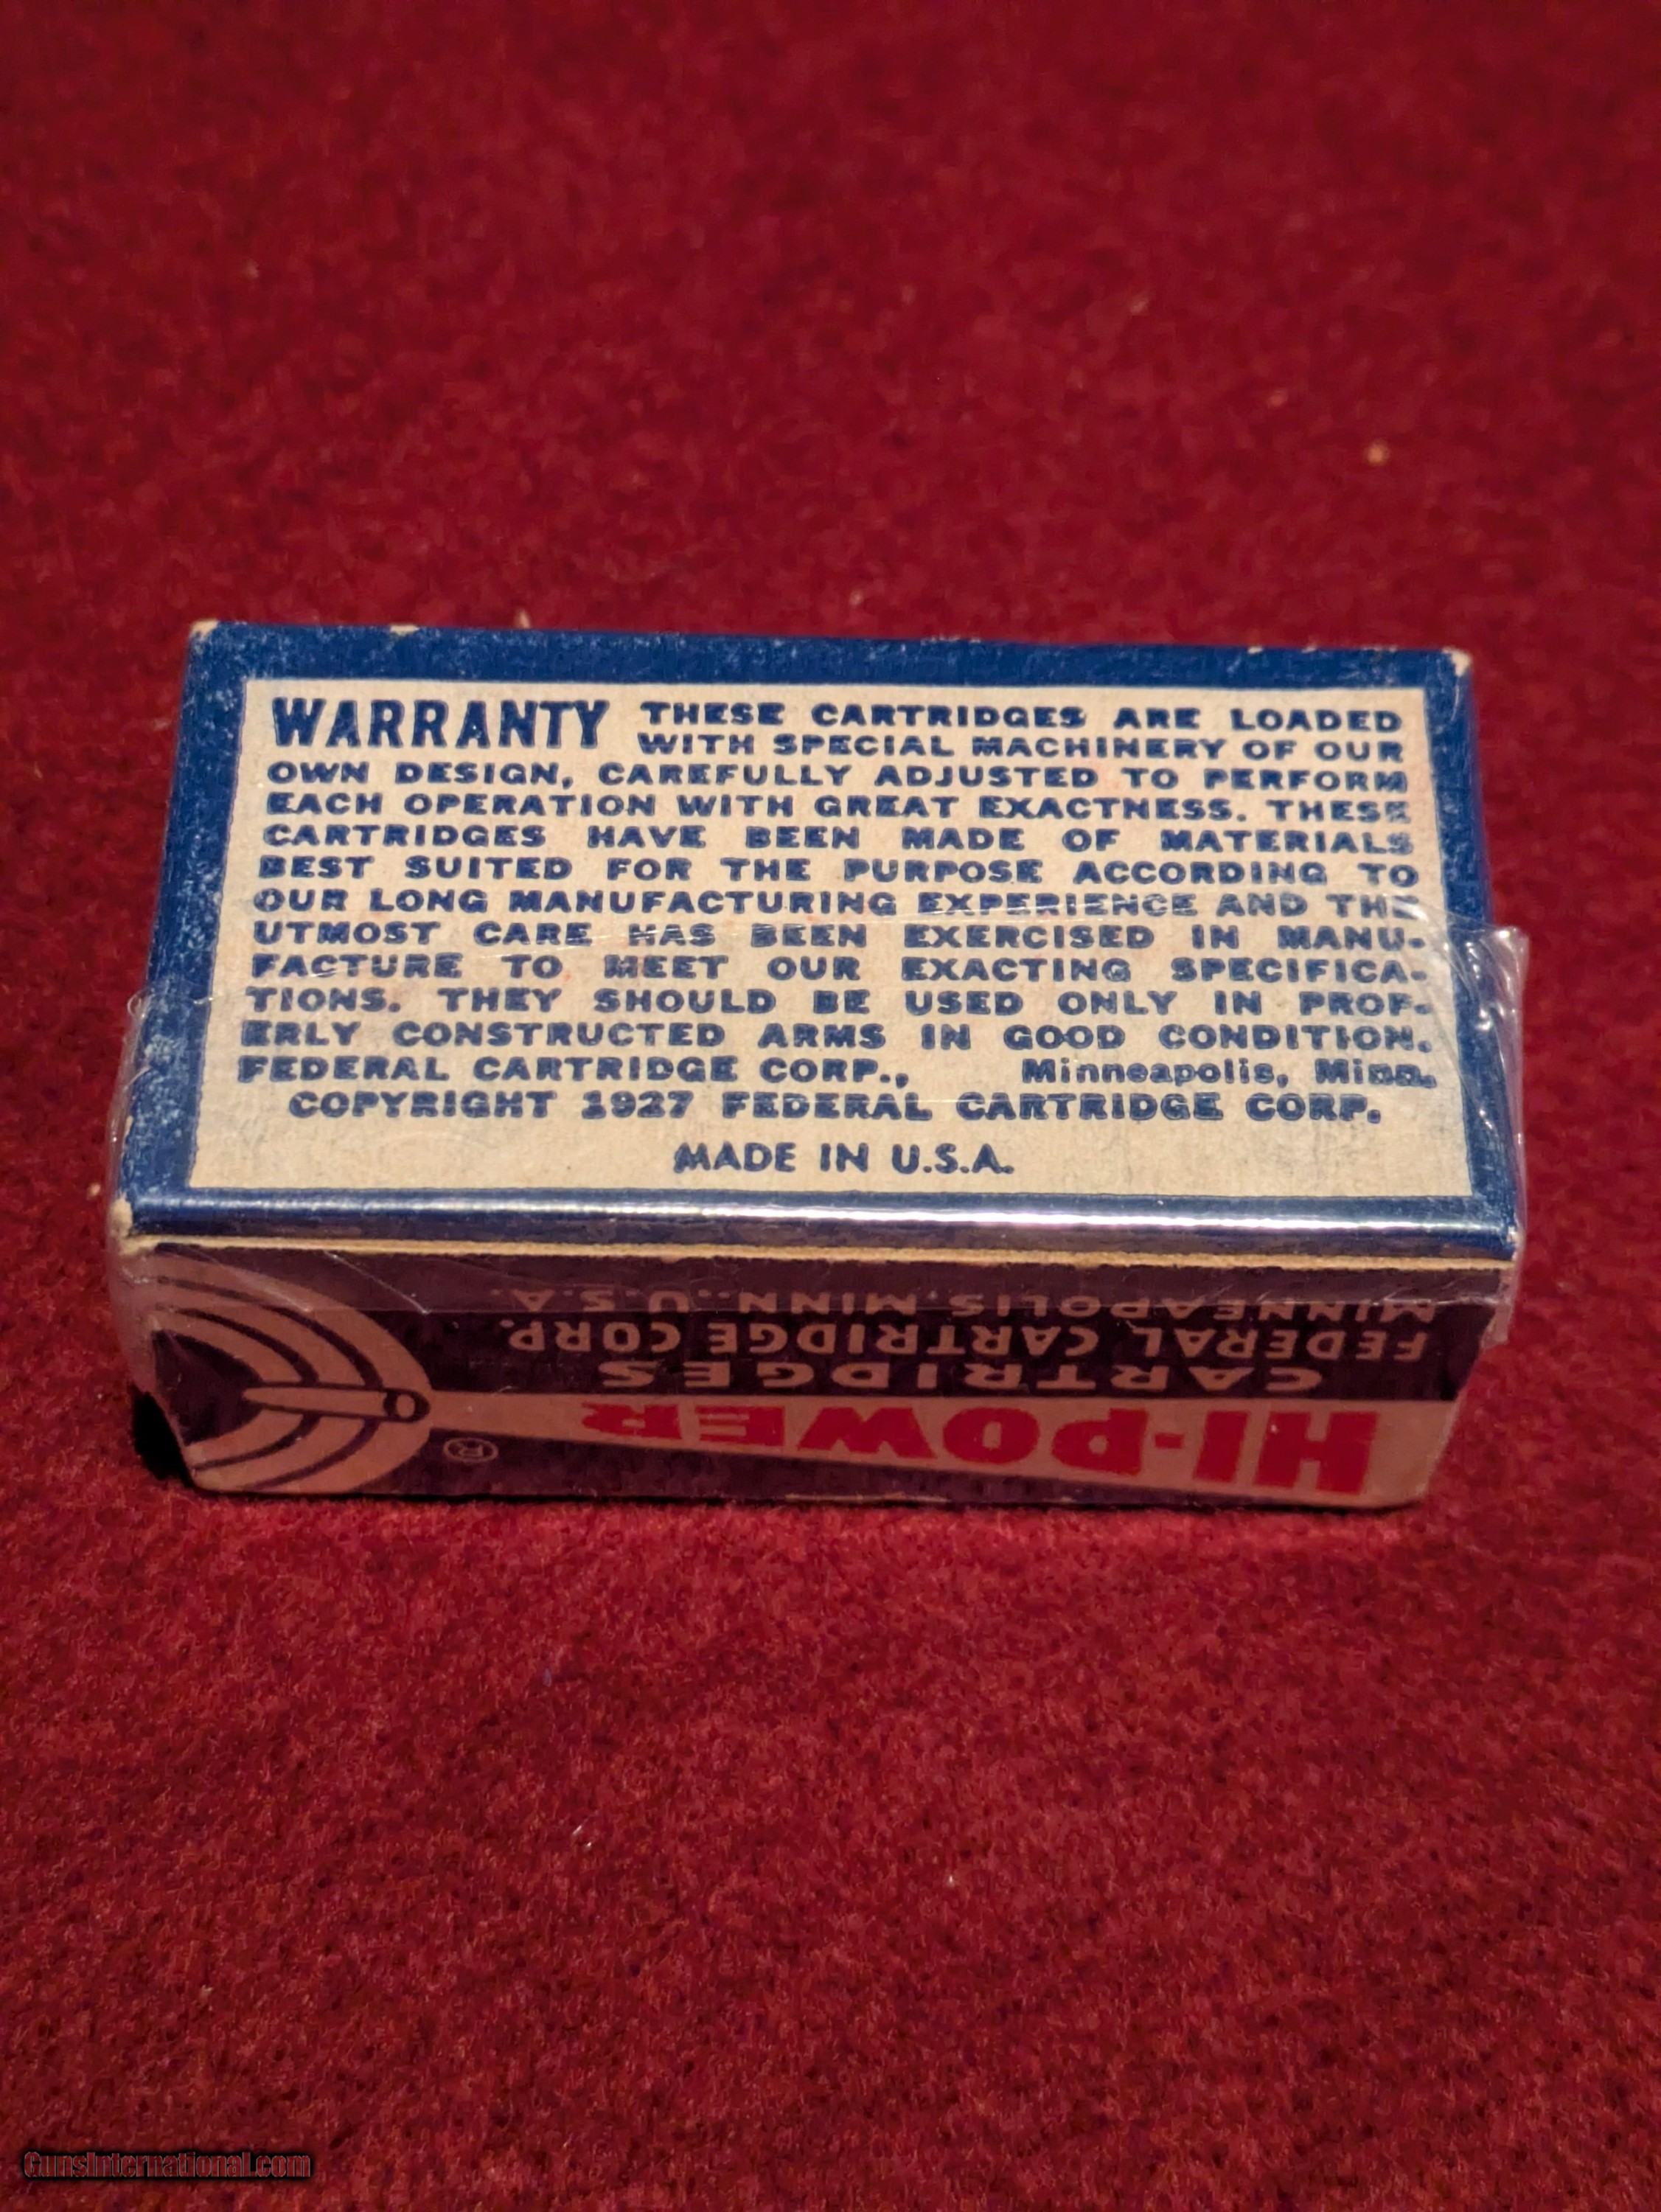 WARRANTY THESE CARTRIDGES ARE LOADED
WITH SPECIAL MACHINERY OF OUR
OWN DESIGN, CAREFULLY ADJUSTED TO PERFORM
EACH OPERATION WITH GREAT EXACTNESS. THESE
CARTRIDGES HAVE BEEN MADE OF MATERIALS
BEST SUITED FOR THE PURPOSE ACCORDING TO
OUR LONG MANUFACTURING EXPERIENCE AND THE
UTMOST CARE HAS BEEN EXERCISED IN MANU-
FACTURE TO MEET OUR EXACTING SPECIFICA-
TIONS. THEY SHOULD BE USED ONLY IN PROP-
ERLY CONSTRUCTED ARMS IN GOOD CONDITION.
FEDERAL CARTRIDGE CORP., Minneapolis, Minn.
COPYRIGHT 1927 FEDERAL CARTRIDGE CORP.
MADE IN U.S.A.
HI-POWER ®
CARTRIDGES
FEDERAL CARTRIDGE CORP.
MINNEAPOLIS, MINN., U.S.A.
GunsInternational.com